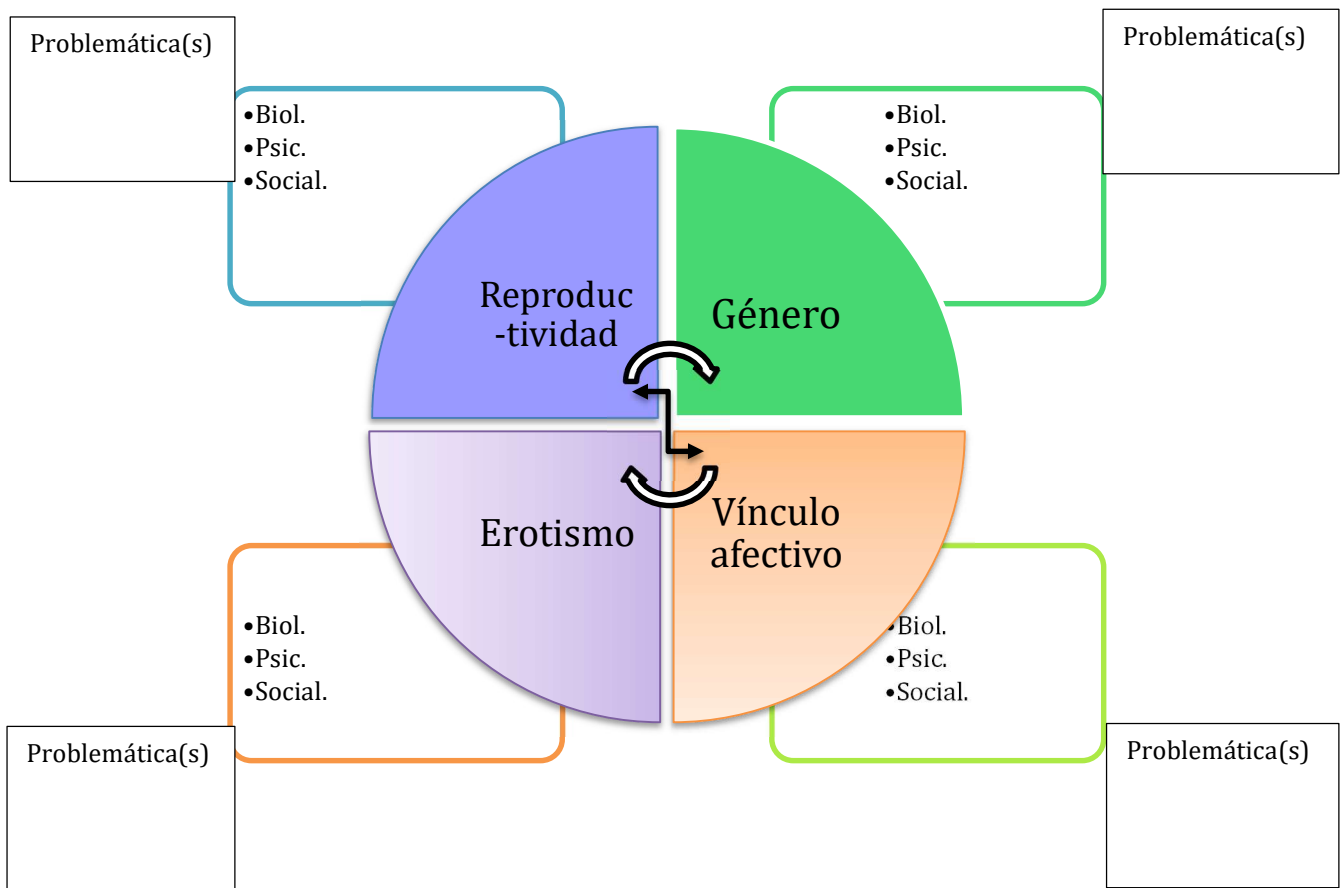 Problemática(s)
•Biol.
•Psic.
•Social.
Problemática(s)
•Biol.
•Psic.
•Social.
Reproduc
-tividad
Género
Erotismo
Vínculo
afectivo
•Biol.
•Psic.
•Social.
Problemática(s)
•Biol.
•Psic.
•Social.
Problemática(s)